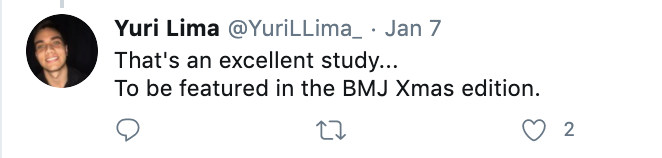 Yuri Lima @YuriLLima_ · Jan 7
That's an excellent study...
To be featured in the BMJ Xmas edition.
2